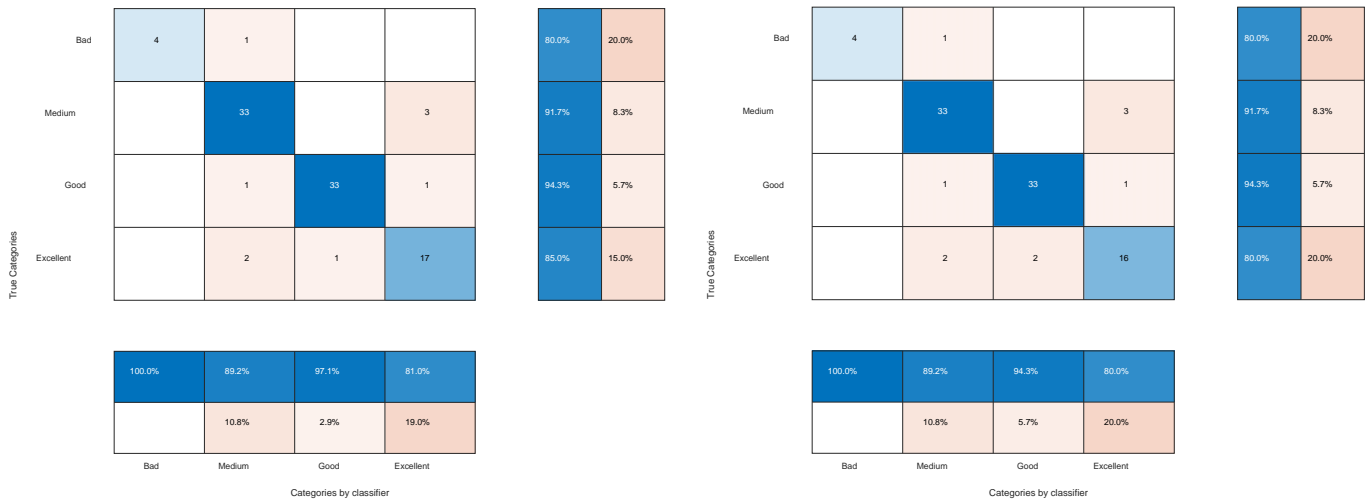 Bad 4 1 80.0% 20.0%
Medium 33 3 91.7% 8.3%
Good 1 33 1 94.3% 5.7%
Excellent 2 1 17 85.0% 15.0%
True Categories
100.0% 89.2% 97.1% 81.0%
10.8% 2.9% 19.0%
Bad Medium Good Excellent
Categories by classifier
Bad 4 1 80.0% 20.0%
Medium 33 3 91.7% 8.3%
Good 1 33 1 94.3% 5.7%
Excellent 2 2 16 80.0% 20.0%
True Categories
100.0% 89.2% 94.3% 80.0%
10.8% 5.7% 20.0%
Bad Medium Good Excellent
Categories by classifier